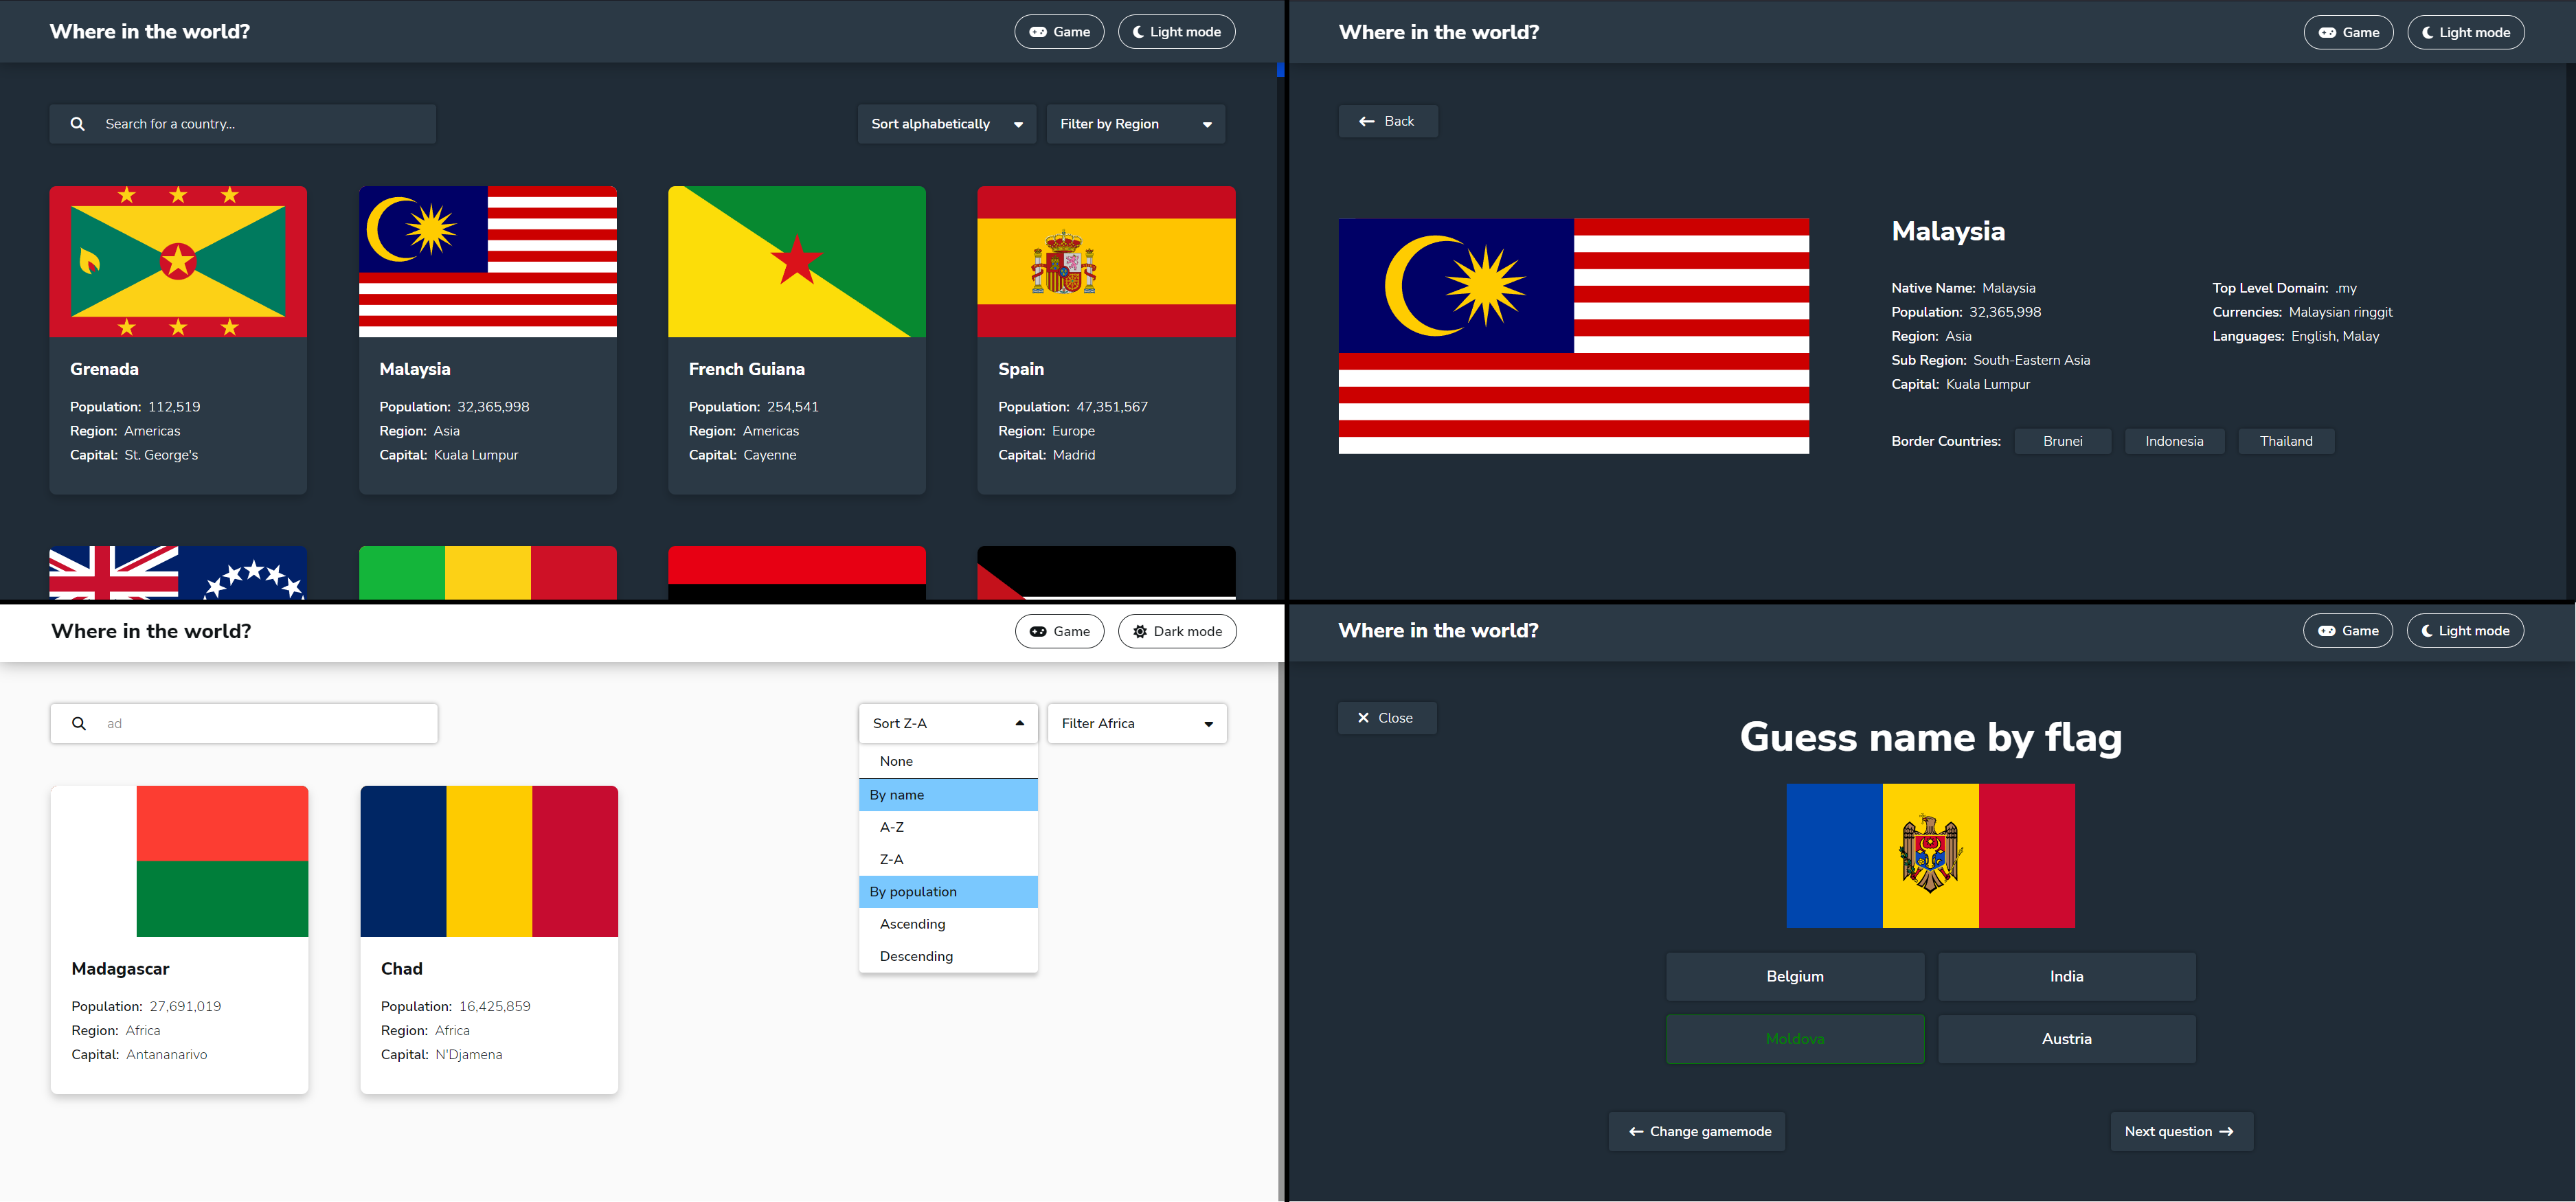 Where in the world?
Game
Light mode
Search for a country...
Sort alphabetically
Filter by Region
Grenada
Population: 112,519
Region: Americas
Capital: St. George's
Malaysia
Population: 32,365,998
Region: Asia
Capital: Kuala Lumpur
French Guiana
Population: 254,541
Region: Americas
Capital: Cayenne
Spain
Population: 47,351,567
Region: Europe
Capital: Madrid
Where in the world?
Game
Light mode
Back
Malaysia
Native Name: Malaysia
Population: 32,365,998
Region: Asia
Sub Region: South-Eastern Asia
Capital: Kuala Lumpur
Top Level Domain: .my
Currencies: Malaysian ringgit
Languages: English, Malay
Border Countries:
Brunei
Indonesia
Thailand
Where in the world?
Game
Dark mode
ad
Sort Z-A
Filter Africa
None
By name
A-Z
Z-A
By population
Ascending
Descending
Madagascar
Population: 27,691,019
Region: Africa
Capital: Antananarivo
Chad
Population: 16,425,859
Region: Africa
Capital: N'Djamena
Where in the world?
Game
Light mode
Close
Guess name by flag
Belgium
India
Moldova
Austria
Change gamemode
Next question